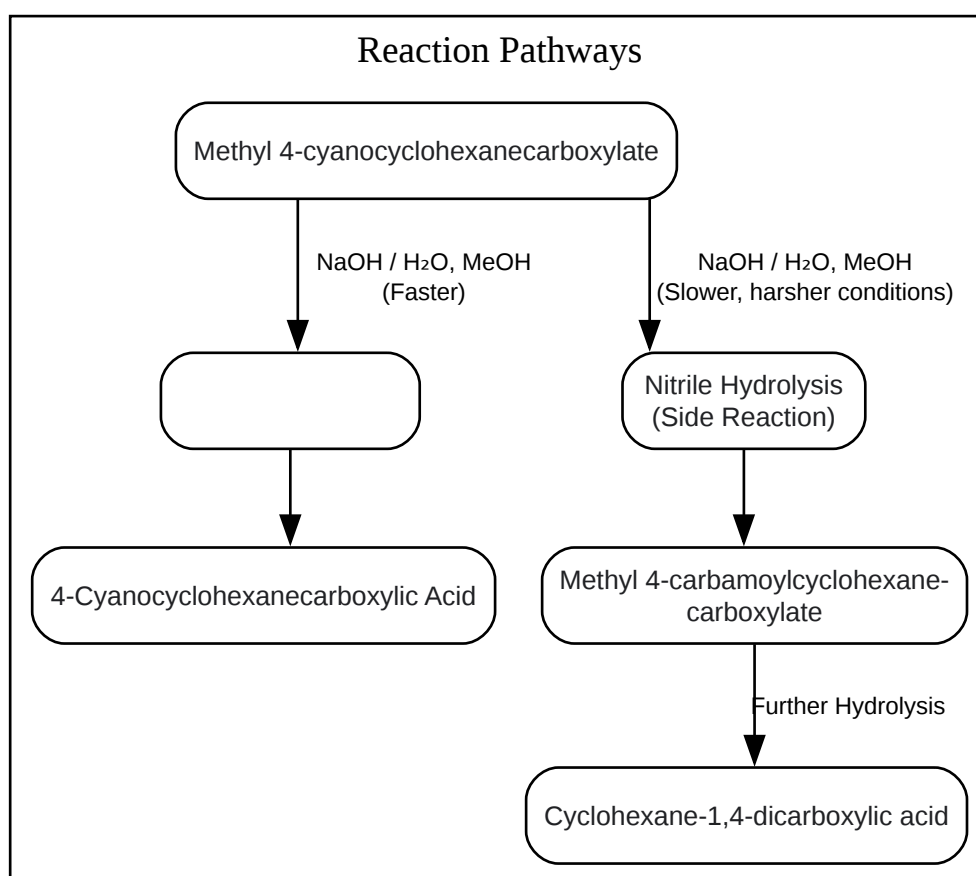 Reaction Pathways
Methyl 4-cyanocyclohexanecarboxylate
NaOH / H₂O, MeOH
(Faster)
NaOH / H₂O, MeOH
(Slower, harsher conditions)
Nitrile Hydrolysis
(Side Reaction)
4-Cyanocyclohexanecarboxylic Acid
Methyl 4-carbamoylcyclohexane-
carboxylate
Further Hydrolysis
Cyclohexane-1,4-dicarboxylic acid